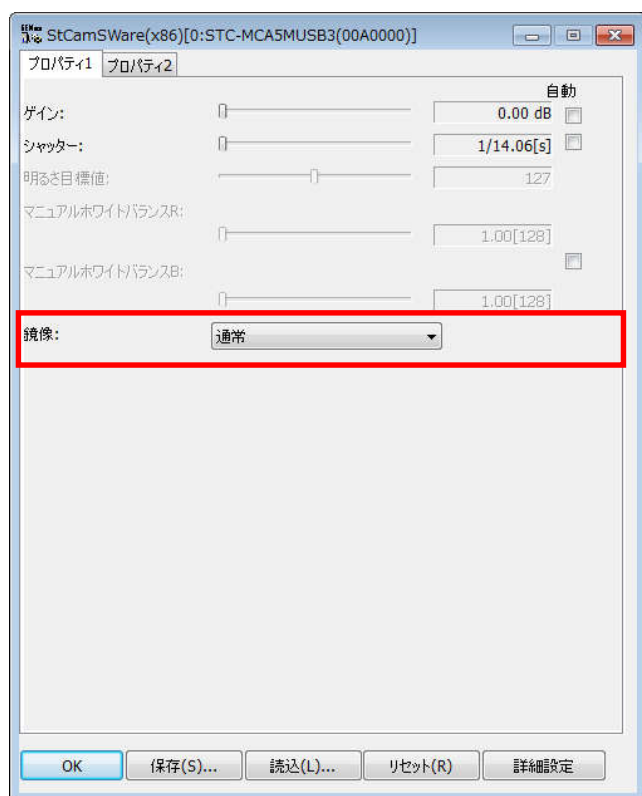 StCamSWare(x86)[0:STC-MCA5MUSB3(00A0000)]
プロパティ1 プロパティ2
自動
ゲイン: 0.00 dB
シャッター: 1/14.06[s]
明るさ目標値: 127
マニュアルホワイトバランスR:
1.00[128]
マニュアルホワイトバランスB:
1.00[128]
鏡像: 通常
OK 保存(S)... 読込(L)... リセット(R) 詳細設定